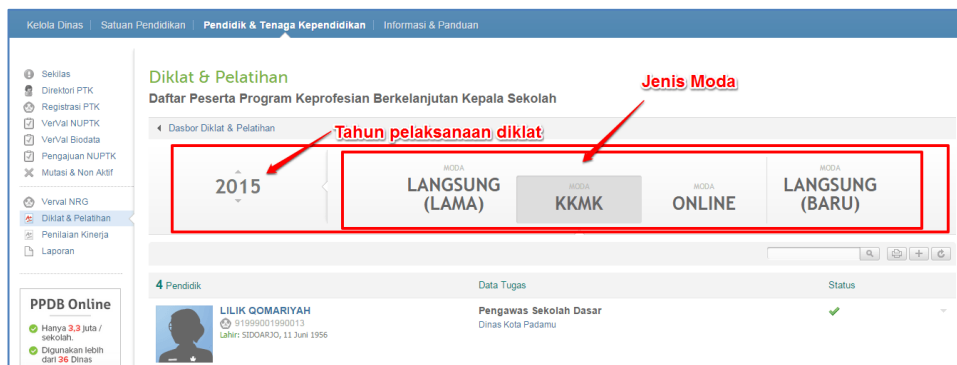 Kelola Dinas | Satuan Pendidikan | Pendidik & Tenaga Kependidikan | Informasi & Panduan
Sekilas
Direktori PTK
Registrasi PTK
VerVal NUPTK
VerVal Biodata
Pengajuan NUPTK
Mutasi & Non Aktif
Verval NRG
Diklat & Pelatihan
Penilaian Kinerja
Laporan
PPDB Online
Hanya 3,3 juta /
sekolah.
Digunakan lebih
dari 36 Dinas
Diklat & Pelatihan
Daftar Peserta Program Keprofesian Berkelanjutan Kepala Sekolah
Jenis Moda
Dasbor Diklat & Pelatihan
Tahun pelaksanaan diklat
2015
MODA
LANGSUNG
(LAMA)
MODA
KKMK
MODA
ONLINE
MODA
LANGSUNG
(BARU)
4 Pendidik
Data Tugas
Status
LILIK QOMARIYAH
91999001990013
Lahir: SIDOARJO, 11 Juni 1956
Pengawas Sekolah Dasar
Dinas Kota Padamu